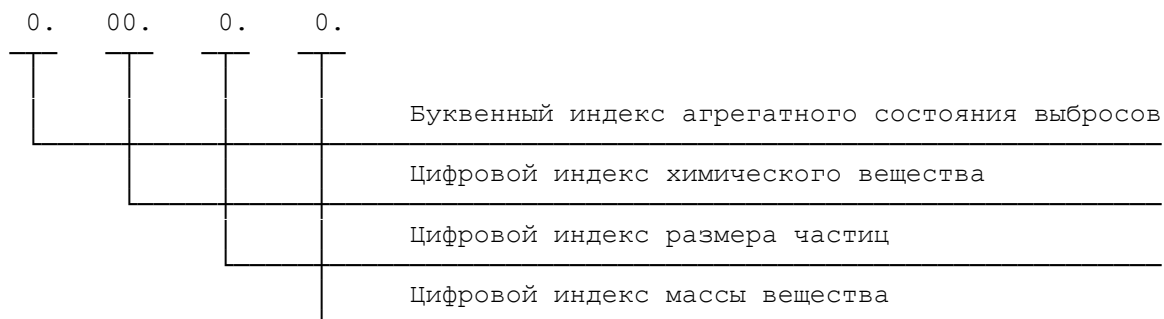 0. 00. 0. 0.
Буквенный индекс агрегатного состояния выбросов
Цифровой индекс химического вещества
Цифровой индекс размера частиц
Цифровой индекс массы вещества